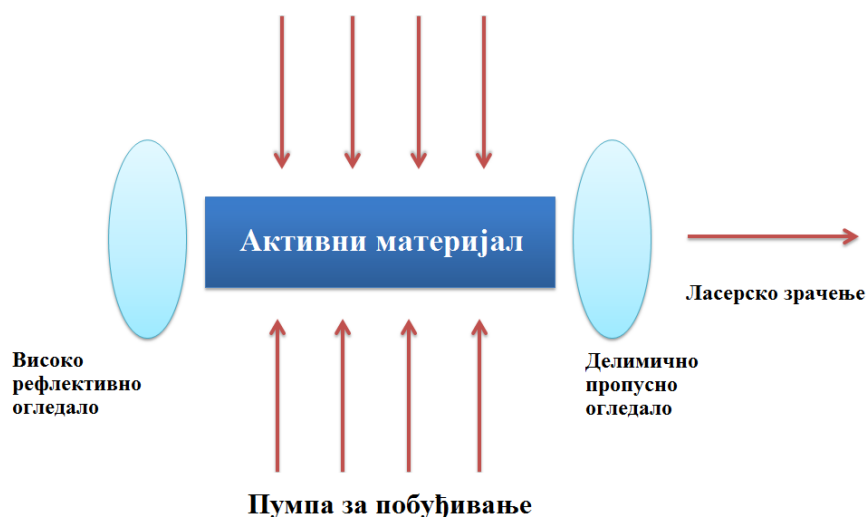 Активни материјал
Ласерско зрачење
Високо
рефлективно
огледало
Делимично
пропусно
огледало
Пумпа за побуђивање